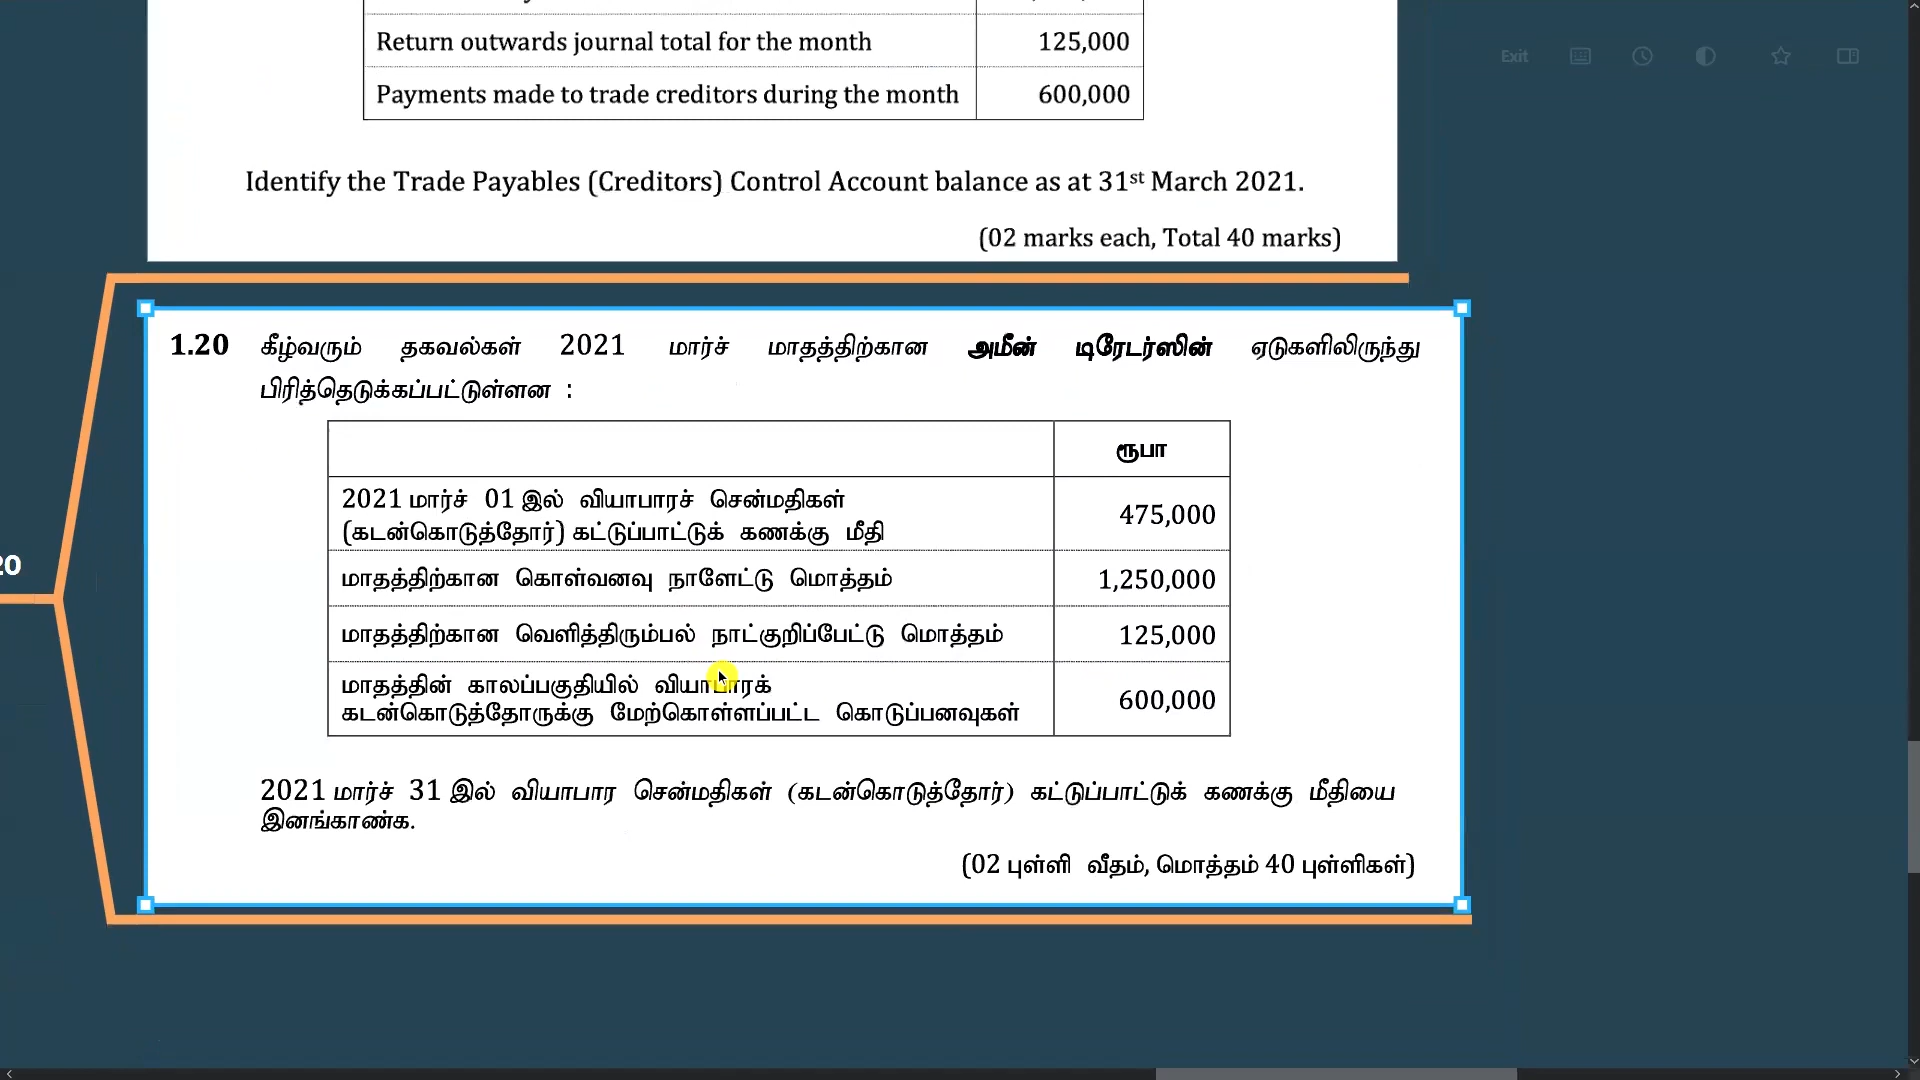 Return outwards journal total for the month 125,000
Payments made to trade creditors during the month 600,000
Identify the Trade Payables (Creditors) Control Account balance as at 31st March 2021.
(02 marks each, Total 40 marks)
Exit
1.20 கீழ்வரும் தகவல்கள் 2021 மார்ச் மாதத்திற்கான அமீன் டிரேடர்ஸின் ஏடுகளிலிருந்து
பிரித்தெடுக்கப்பட்டுள்ளன :
ரூபா
2021 மார்ச் 01 இல் வியாபாரச் சென்மதிகள்
(கடன்கொடுத்தோர்) கட்டுப்பாட்டுக் கணக்கு மீதி 475,000
மாதத்திற்கான கொள்வனவு நாளேட்டு மொத்தம் 1,250,000
மாதத்திற்கான வெளித்திரும்பல் நாட்குறிப்பேட்டு மொத்தம் 125,000
மாதத்தின் காலப்பகுதியில் வியாபாரக்
கடன்கொடுத்தோருக்கு மேற்கொள்ளப்பட்ட கொடுப்பனவுகள் 600,000
20
2021 மார்ச் 31 இல் வியாபார சென்மதிகள் (கடன்கொடுத்தோர்) கட்டுப்பாட்டுக் கணக்கு மீதியை
இனங்காண்க.
(02 புள்ளி வீதம், மொத்தம் 40 புள்ளிகள்)